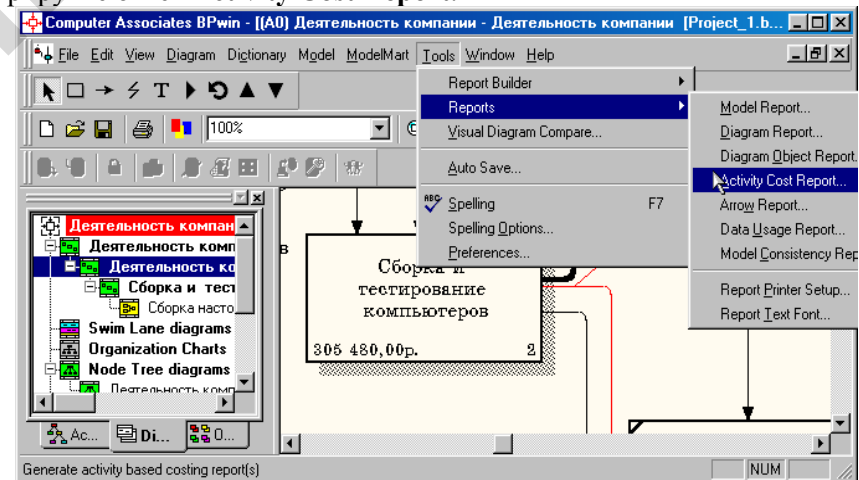 Computer Associates BPwin - [(A0) Деятельность компании - Деятельность компании [Project_1.b...
File Edit View Diagram Dictionary Model ModelMart Tools Window Help
100%
Report Builder
Reports
Visual Diagram Compare...
Auto Save...
ABC Spelling F7
Spelling Options...
Preferences...
Model Report...
Diagram Report...
Diagram Object Report.
Activity Cost Report...
Arrow Report...
Data Usage Report...
Model Consistency Rep
Report Printer Setup...
Report Text Font...
Деятельность компан
Деятельность комп
Деятельность ко
Сборка и тест
Сборка насто
Swim Lane diagrams
Organization Charts
Node Tree diagrams
Деятельность комп
Ac... Di... O...
в
Сборка и
тестирование
компьютеров
305 480,00р. 2
Generate activity based costing report(s)
NUM